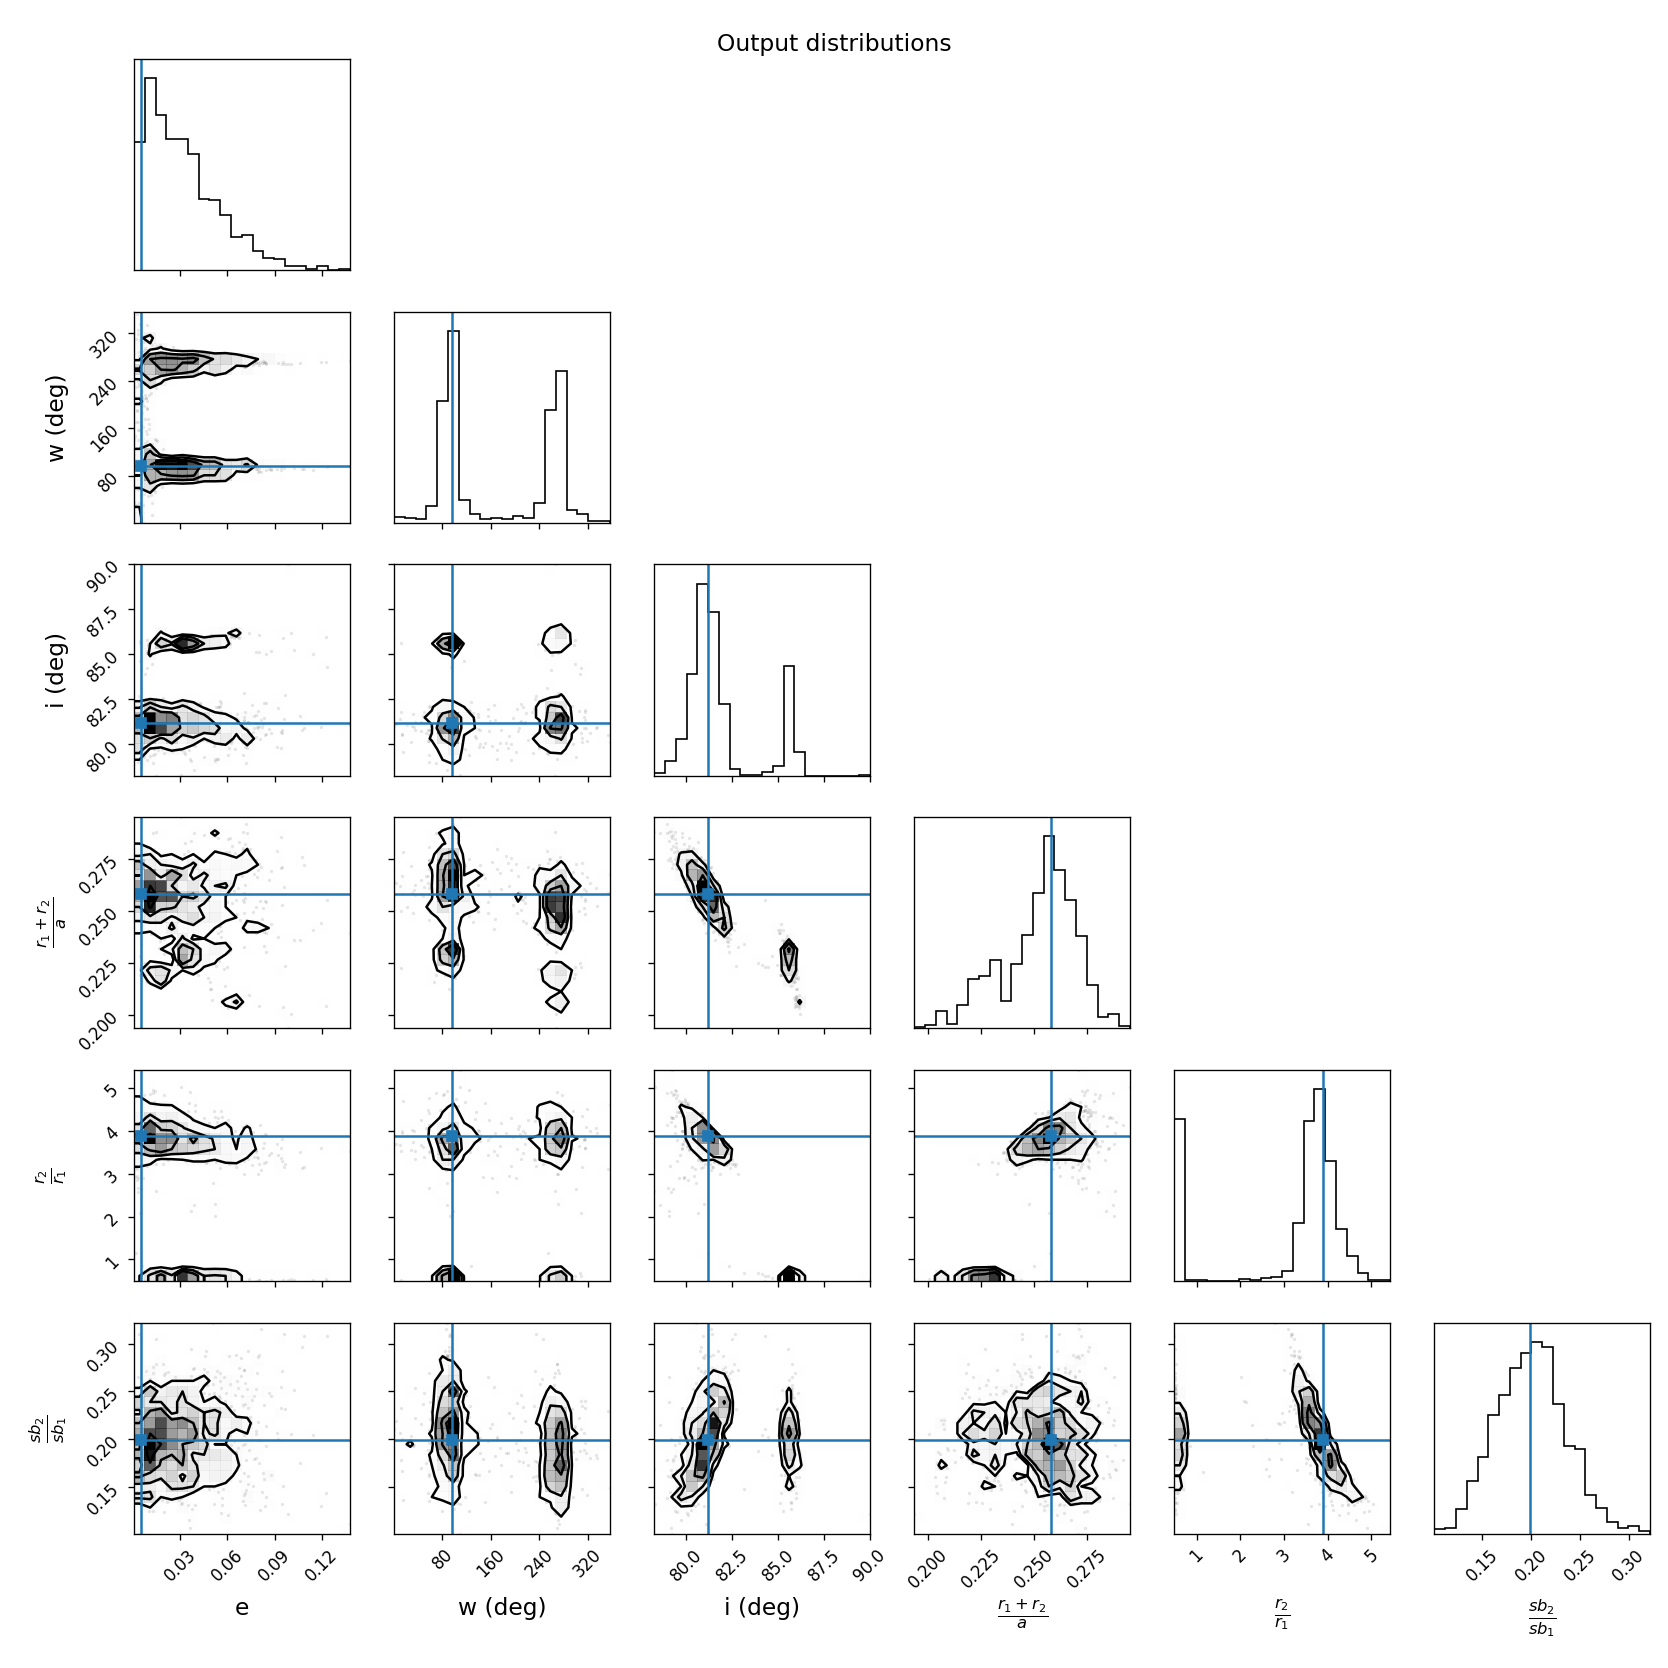 Output distributions
w (deg)
320
240
160
80
i (deg)
90.0
87.5
85.0
82.5
80.0
r₁ + r₂
a
0.275
0.250
0.225
0.200
r₂
r₁
5
4
3
2
1
sb₂
sb₁
0.30
0.25
0.20
0.15
0.03 0.06 0.09 0.12
80 160 240 320
80.0 82.5 85.0 87.5 90.0
0.200 0.225 0.250 0.275
1 2 3 4 5
0.15 0.20 0.25 0.30
e
w (deg)
i (deg)
r₁ + r₂
a
r₂
r₁
sb₂
sb₁